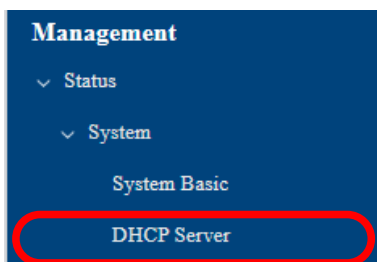 Management
Status
System
System Basic
DHCP Server